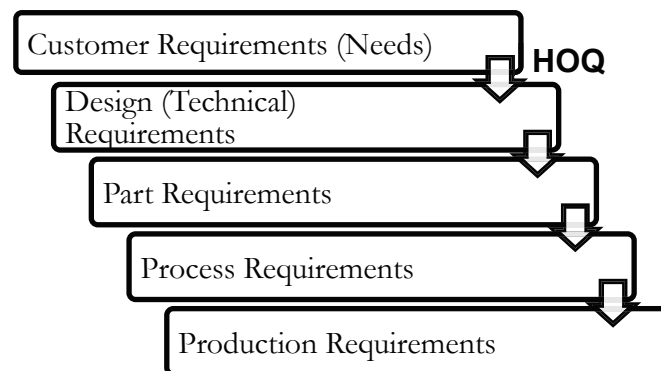 Customer Requirements (Needs)
HOQ
Design (Technical)
Requirements
Part Requirements
Process Requirements
Production Requirements